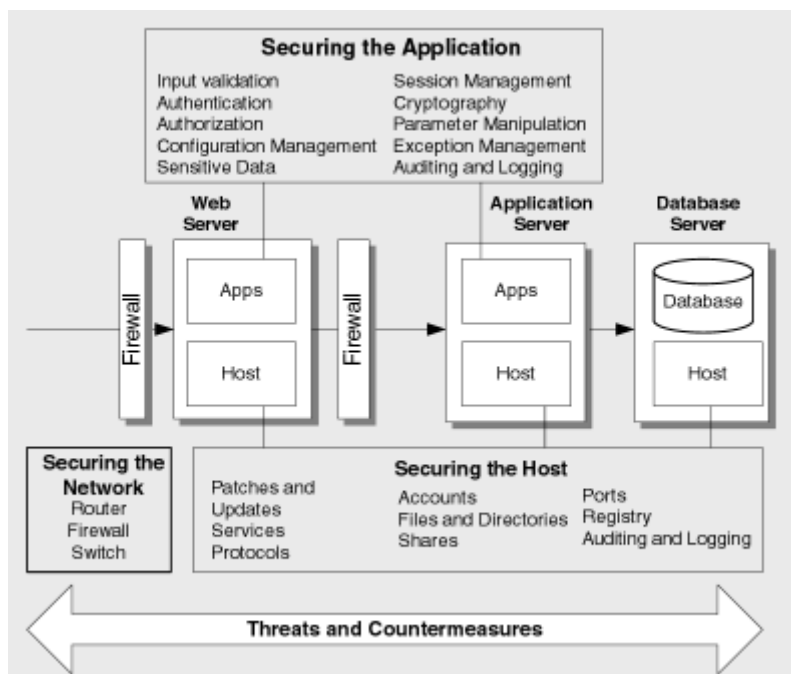 Securing the Application
Input validation
Authentication
Authorization
Configuration Management
Sensitive Data
Session Management
Cryptography
Parameter Manipulation
Exception Management
Auditing and Logging
Web
Server
Application
Server
Database
Server
Firewall
Apps
Host
Firewall
Apps
Host
Database
Host
Securing the
Network
Router
Firewall
Switch
Securing the Host
Patches and
Updates
Services
Protocols
Accounts
Files and Directories
Shares
Ports
Registry
Auditing and Logging
Threats and Countermeasures